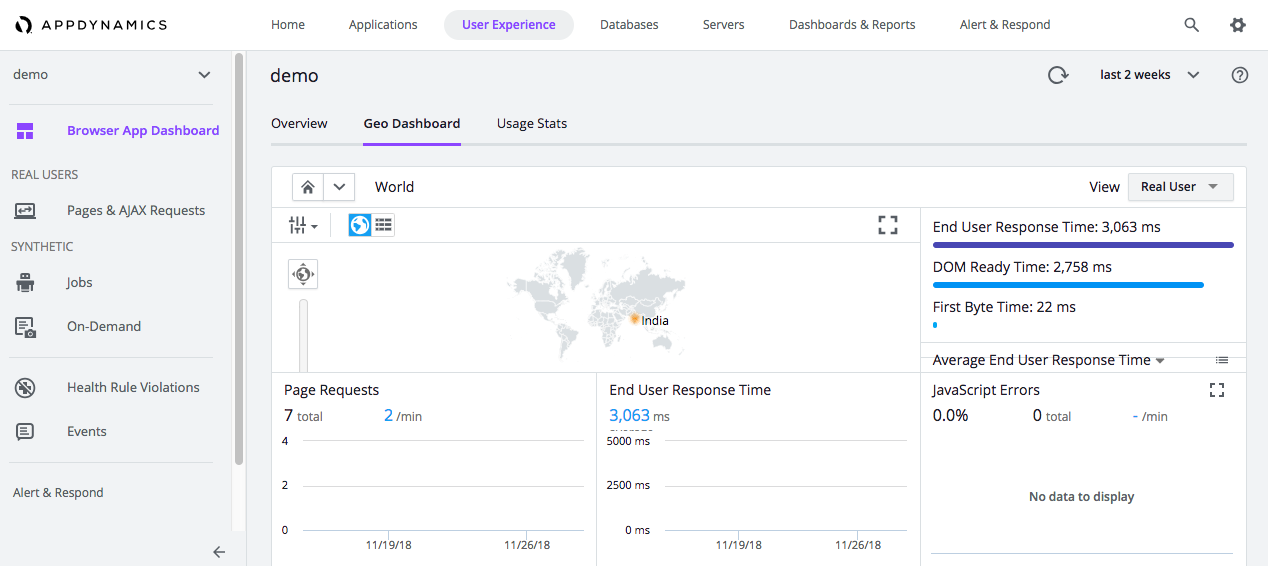 APPDYNAMICS
Home Applications User Experience Databases Servers Dashboards & Reports Alert & Respond
demo
Browser App Dashboard
REAL USERS
Pages & AJAX Requests
SYNTHETIC
Jobs
On-Demand
Health Rule Violations
Events
Alert & Respond
demo
last 2 weeks
Overview Geo Dashboard Usage Stats
World
View Real User
India
End User Response Time: 3,063 ms
DOM Ready Time: 2,758 ms
First Byte Time: 22 ms
Average End User Response Time
Page Requests
7 total 2 /min
4
2
0
11/19/18 11/26/18
End User Response Time
3,063 ms
average
5000 ms
2500 ms
0 ms
11/19/18 11/26/18
JavaScript Errors
0.0% 0 total - /min
No data to display